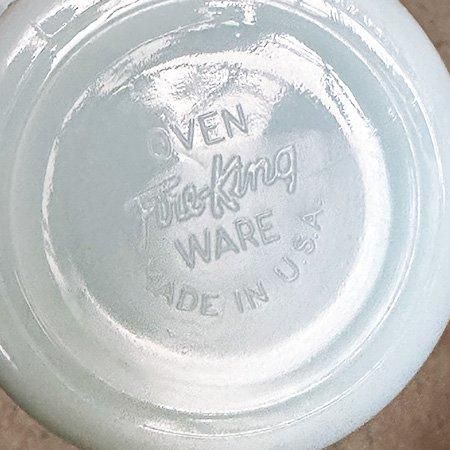 OVEN
Fire-King
WARE
MADE IN U.S.A.